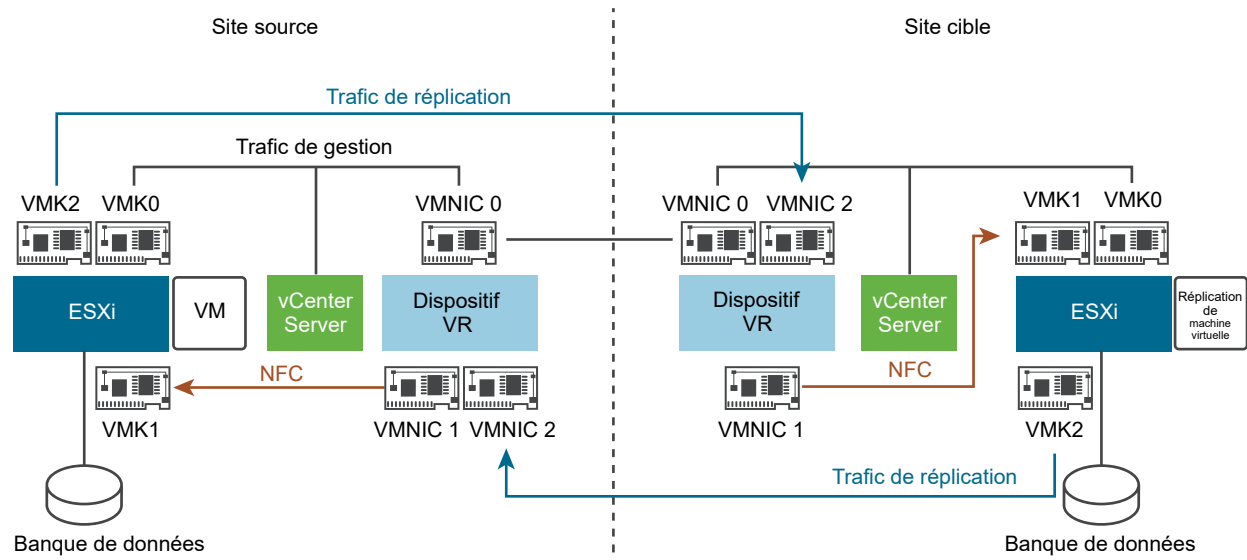 Site source
Site cible
Trafic de réplication
Trafic de gestion
VMK2
VMK0
VMNIC 0
VMNIC 0
VMNIC 2
VMK1
VMK0
ESXi
VM
vCenter
Server
Dispositif
VR
Dispositif
VR
vCenter
Server
ESXi
Réplication
de
machine
virtuelle
NFC
NFC
VMK1
VMNIC 1
VMNIC 2
VMNIC 1
VMK2
Trafic de réplication
Banque de données
Banque de données